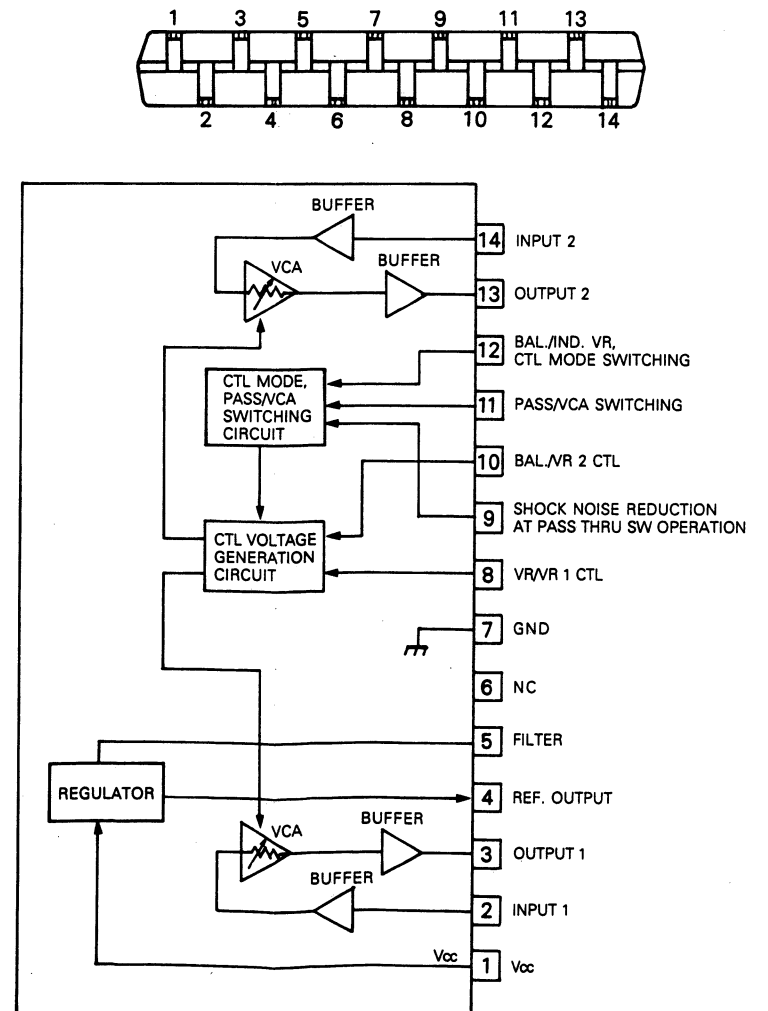 1 3 5 7 9 11 13
2 4 6 8 10 12 14
BUFFER
14 INPUT 2
VCA
BUFFER
13 OUTPUT 2
12 BAL./IND. VR,
CTL MODE SWITCHING
CTL MODE,
PASS/VCA
SWITCHING
CIRCUIT
11 PASS/VCA SWITCHING
10 BAL./VR 2 CTL
9 SHOCK NOISE REDUCTION
AT PASS THRU SW OPERATION
CTL VOLTAGE
GENERATION
CIRCUIT
8 VR/VR 1 CTL
7 GND
6 NC
5 FILTER
REGULATOR
4 REF. OUTPUT
VCA
BUFFER
3 OUTPUT 1
BUFFER
2 INPUT 1
Vcc
1 Vcc